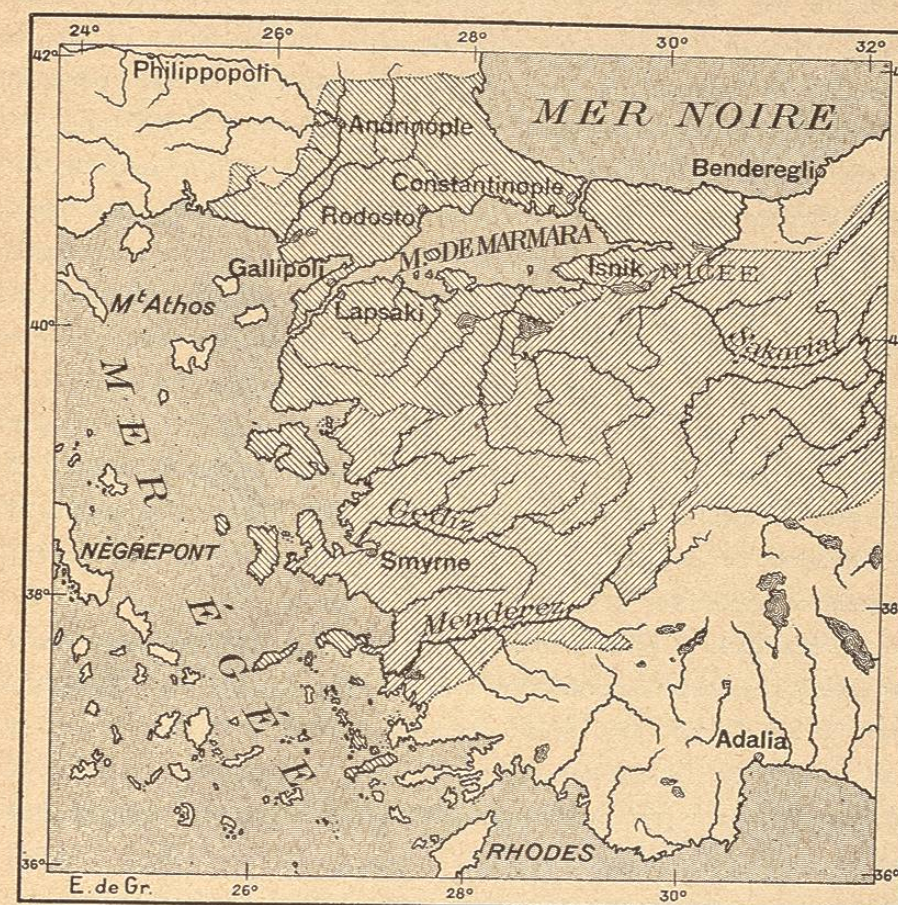 24° 26° 28° 30° 32°
42°
Philippopoli
MER NOIRE
Andrinople
Bendereglio
Constantinople
Rodosto
M. DE MARMARA
Gallipoli
Isnik NICÉE
Mt Athos
Lapsaki
40°
Sakaria
MER ÉGÉE
Gediz
NÈGREPONT
Smyrne
38° 38
Menderez
Adalia
RHODES
36° 36°
E. de Gr.
26° 28° 30°